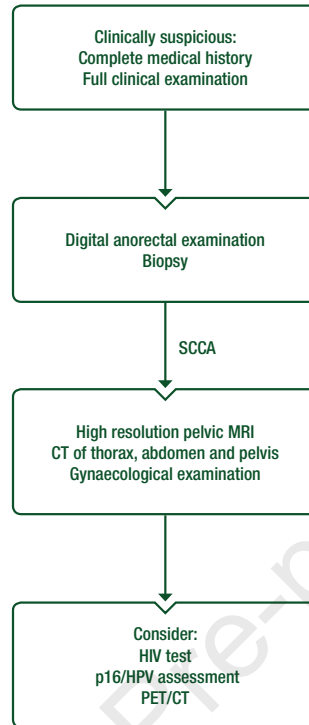 Clinically suspicious:
Complete medical history
Full clinical examination
Digital anorectal examination
Biopsy
SCCA
High resolution pelvic MRI
CT of thorax, abdomen and pelvis
Gynaecological examination
Consider:
HIV test
p16/HPV assessment
PET/CT
Pre-p